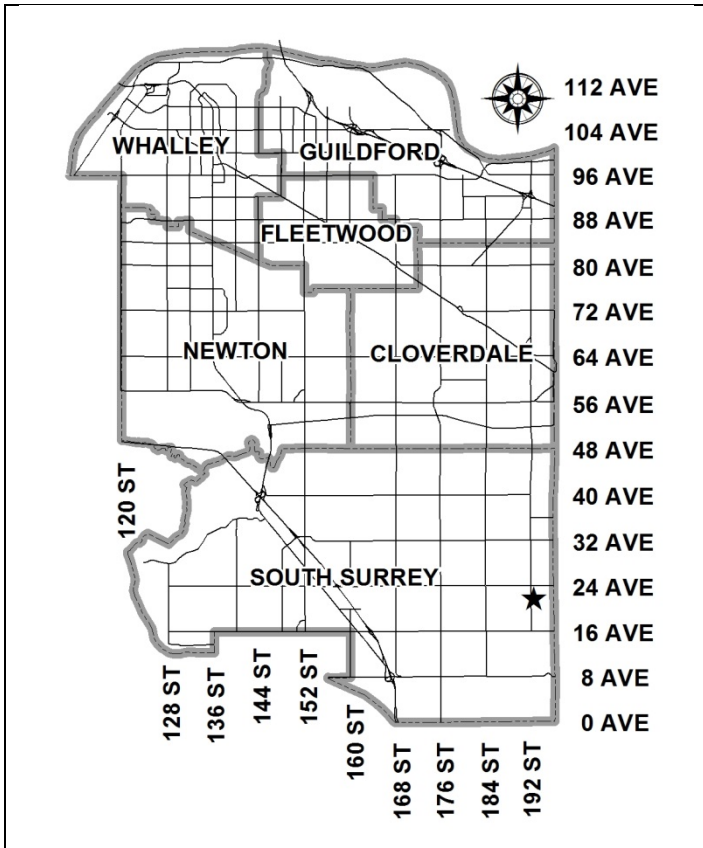 112 AVE
104 AVE
WHALLEY
GUILDFORD
96 AVE
88 AVE
FLEETWOOD
80 AVE
72 AVE
NEWTON
CLOVERDALE
64 AVE
56 AVE
48 AVE
120 ST
40 AVE
32 AVE
SOUTH SURREY
24 AVE
16 AVE
128 ST
136 ST
144 ST
152 ST
160 ST
8 AVE
0 AVE
168 ST
176 ST
184 ST
192 ST